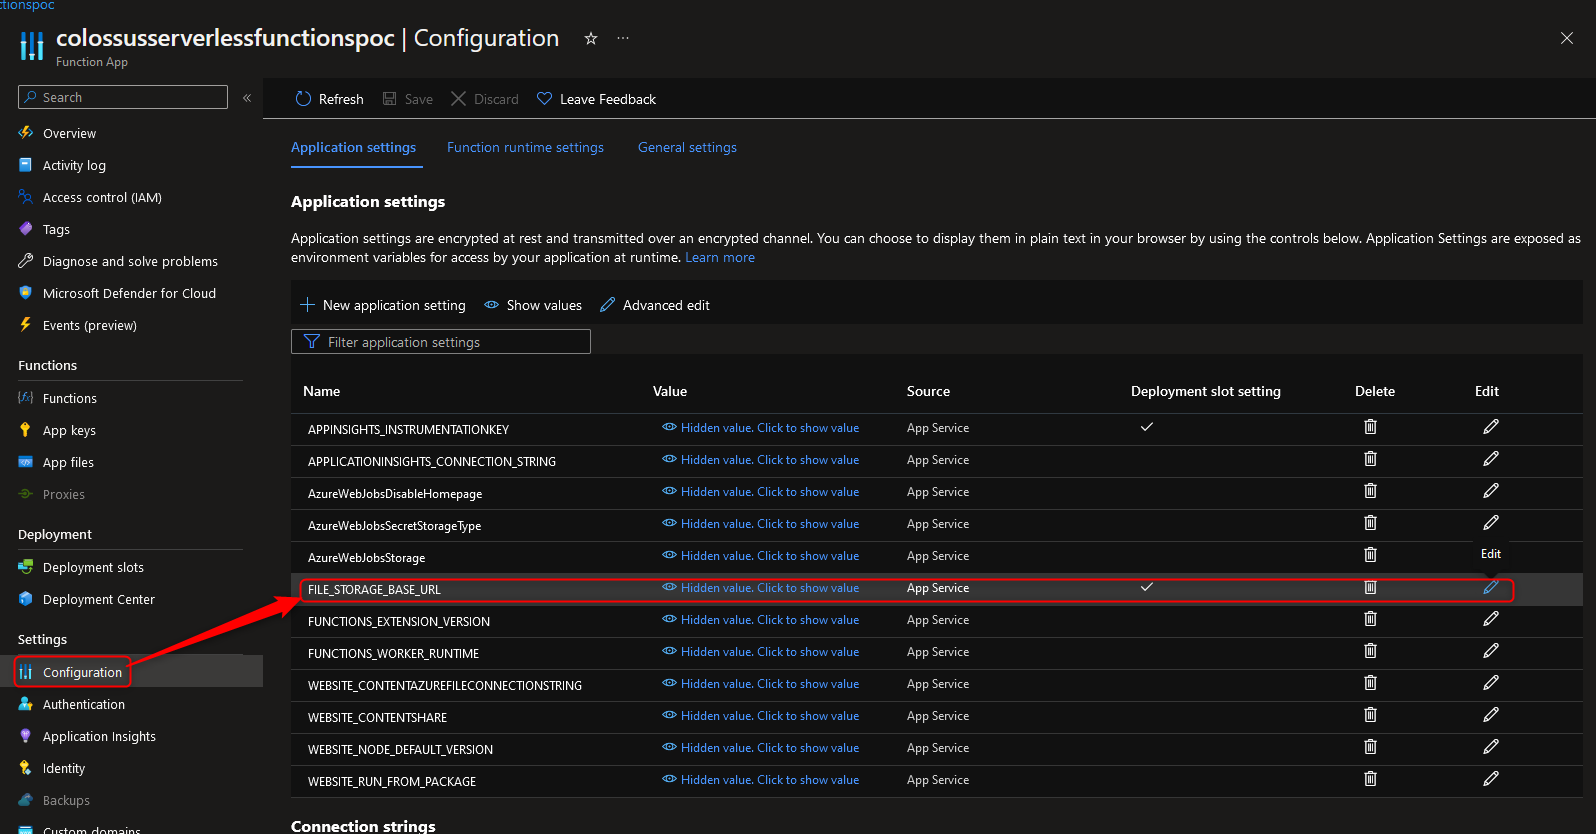 ctionspoc
colossusserverlessfunctionspoc | Configuration
Function App
Search
Overview
Activity log
Access control (IAM)
Tags
Diagnose and solve problems
Microsoft Defender for Cloud
Events (preview)
Functions
Functions
App keys
App files
Proxies
Deployment
Deployment slots
Deployment Center
Settings
Configuration
Authentication
Application Insights
Identity
Backups
Custom domains
Refresh Save Discard Leave Feedback
Application settings Function runtime settings General settings
Application settings
Application settings are encrypted at rest and transmitted over an encrypted channel. You can choose to display them in plain text in your browser by using the controls below. Application Settings are exposed as
environment variables for access by your application at runtime. Learn more
New application setting Show values Advanced edit
Filter application settings
Name Value Source Deployment slot setting Delete Edit
APPINSIGHTS_INSTRUMENTATIONKEY Hidden value. Click to show value App Service
APPLICATIONINSIGHTS_CONNECTION_STRING Hidden value. Click to show value App Service
AzureWebJobsDisableHomepage Hidden value. Click to show value App Service
AzureWebJobsSecretStorageType Hidden value. Click to show value App Service
AzureWebJobsStorage Hidden value. Click to show value App Service
Edit
FILE_STORAGE_BASE_URL Hidden value. Click to show value App Service
FUNCTIONS_EXTENSION_VERSION Hidden value. Click to show value App Service
FUNCTIONS_WORKER_RUNTIME Hidden value. Click to show value App Service
WEBSITE_CONTENTAZUREFILECONNECTIONSTRING Hidden value. Click to show value App Service
WEBSITE_CONTENTSHARE Hidden value. Click to show value App Service
WEBSITE_NODE_DEFAULT_VERSION Hidden value. Click to show value App Service
WEBSITE_RUN_FROM_PACKAGE Hidden value. Click to show value App Service
Connection strings